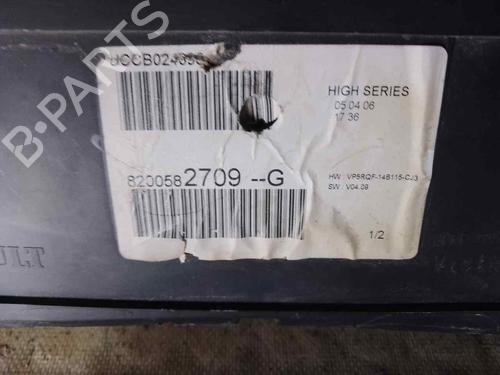 HIGH SERIES
05 04 06
17 36
8200582709 --G
HW : VP5RQF-14B115-CJ3
SW : V04.09
1/2
B-PARTS